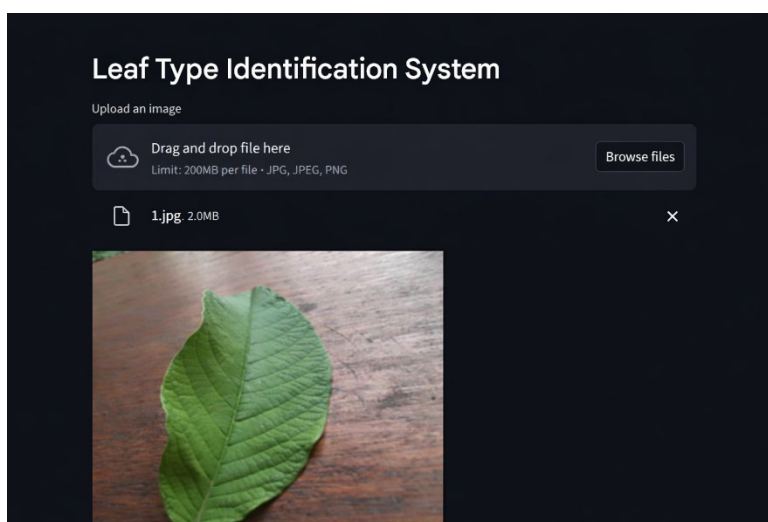 Leaf Type Identification System
Upload an image
Drag and drop file here
Limit: 200MB per file • JPG, JPEG, PNG
Browse files
1.jpg. 2.0MB